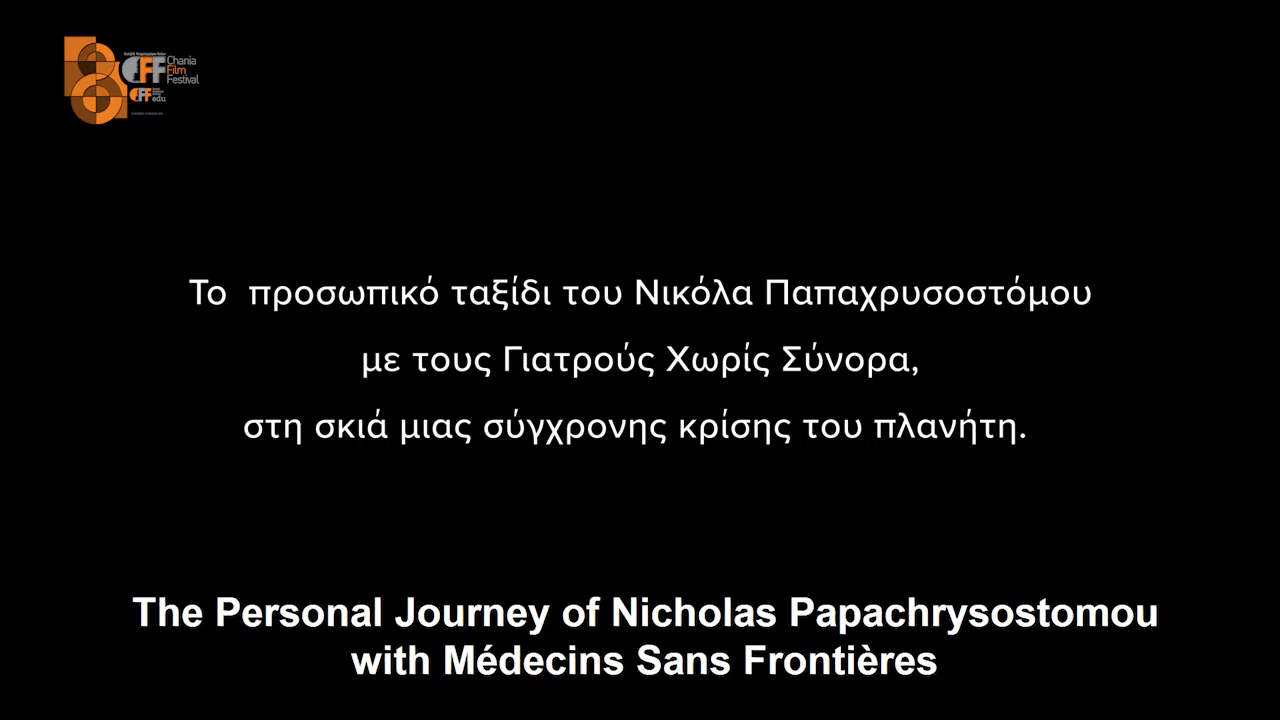 Chania
Film
Festival
edu
Το προσωπικό ταξίδι του Νικόλα Παπαχρυσοστόμου
με τους Γιατρούς Χωρίς Σύνορα,
στη σκιά μιας σύγχρονης κρίσης του πλανήτη.
The Personal Journey of Nicholas Papachrysostomou
with Médecins Sans Frontières